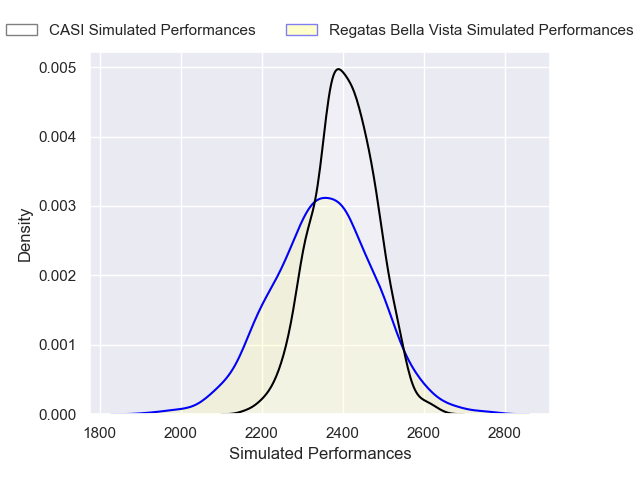 CASI Simulated Performances
Regatas Bella Vista Simulated Performances
0.005
0.004
0.003
0.002
0.001
0.000
Density
1800 2000 2200 2400 2600 2800
Simulated Performances